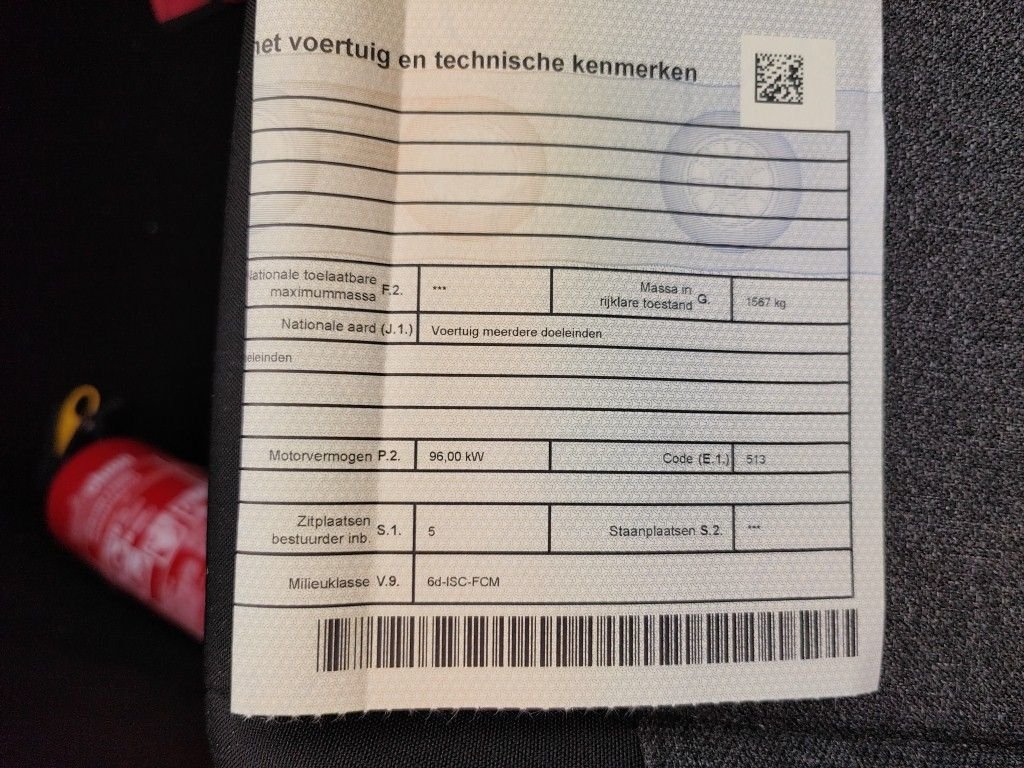 het voertuig en technische kenmerken
Nationale toelaatbare
maximummassa F.2.
***
Massa in
rijklare toestand G.
1567 kg
Nationale aard (J.1.)
Voertuig meerdere doeleinden
eleinden
Motorvermogen P.2.
96,00 kW
Code (E.1.)
513
Zitplaatsen
bestuurder inb. S.1.
5
Staanplaatsen S.2.
***
Milieuklasse V.9.
6d-ISC-FCM